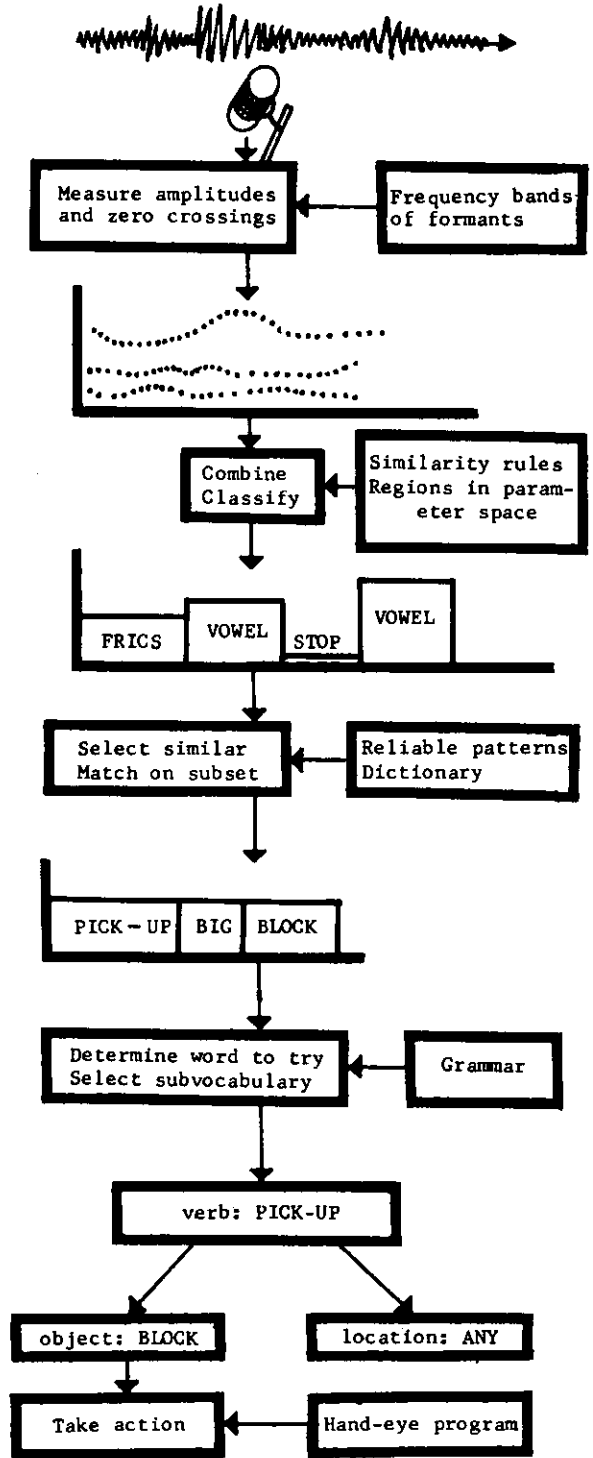 Measure amplitudes
and zero crossings
Frequency bands
of formants
Combine
Classify
Similarity rules
Regions in param-
eter space
FRICS
VOWEL
STOP
VOWEL
Select similar
Match on subset
Reliable patterns
Dictionary
PICK-UP
BIG
BLOCK
Determine word to try
Select subvocabulary
Grammar
verb: PICK-UP
object: BLOCK
location: ANY
Take action
Hand-eye program